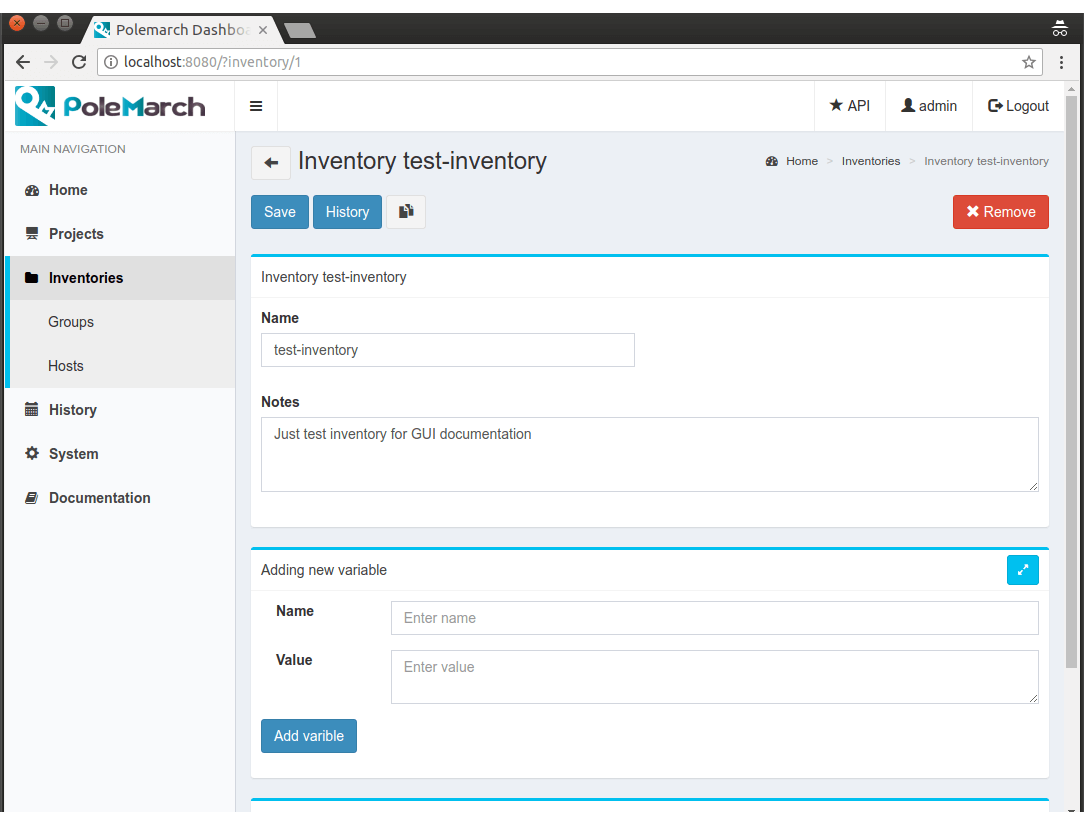 Polemarch Dashboa
localhost:8080/?inventory/1
PoleMarch
API
admin
Logout
MAIN NAVIGATION
Home
Projects
Inventories
Groups
Hosts
History
System
Documentation
Inventory test-inventory
Home > Inventories > Inventory test-inventory
Save
History
Remove
Inventory test-inventory
Name
test-inventory
Notes
Just test inventory for GUI documentation
Adding new variable
Name
Enter name
Value
Enter value
Add varible